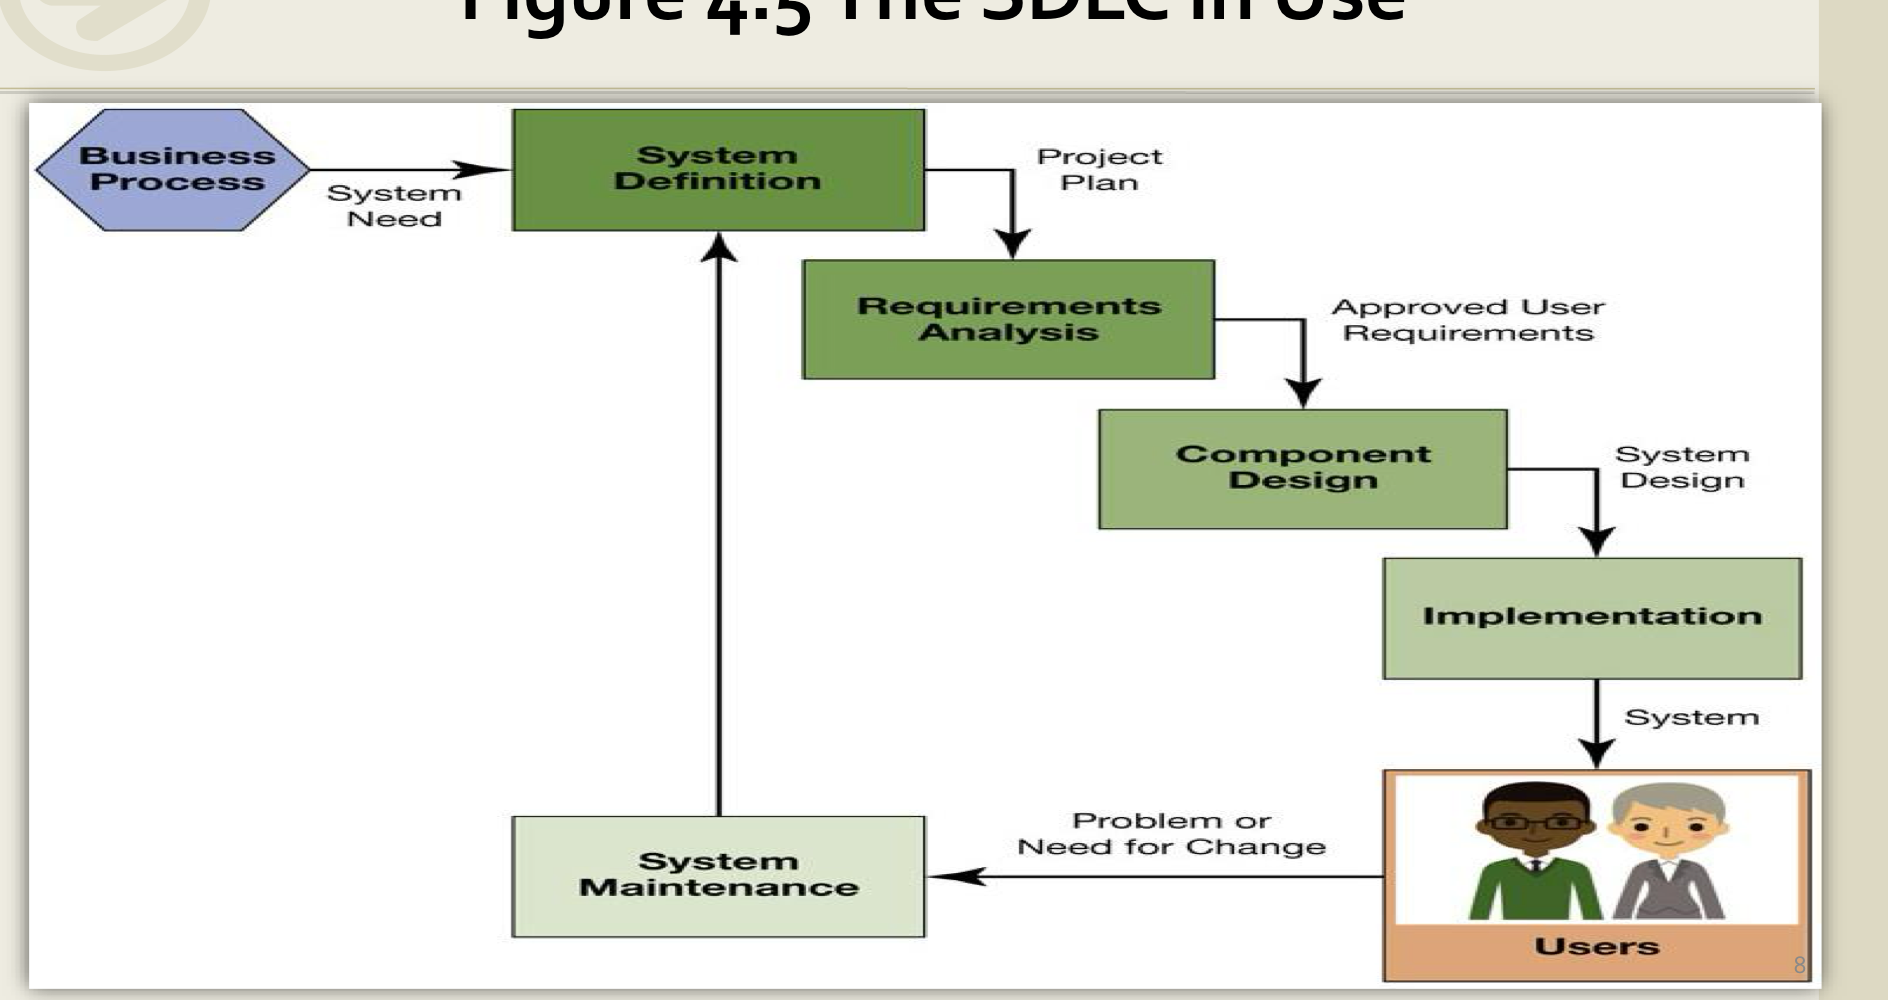 Figure 4.5 The SDLC in Use
Business
Process
System
Need
System
Definition
Project
Plan
Requirements
Analysis
Approved User
Requirements
Component
Design
System
Design
Implementation
System
Problem or
Need for Change
System
Maintenance
Users
8